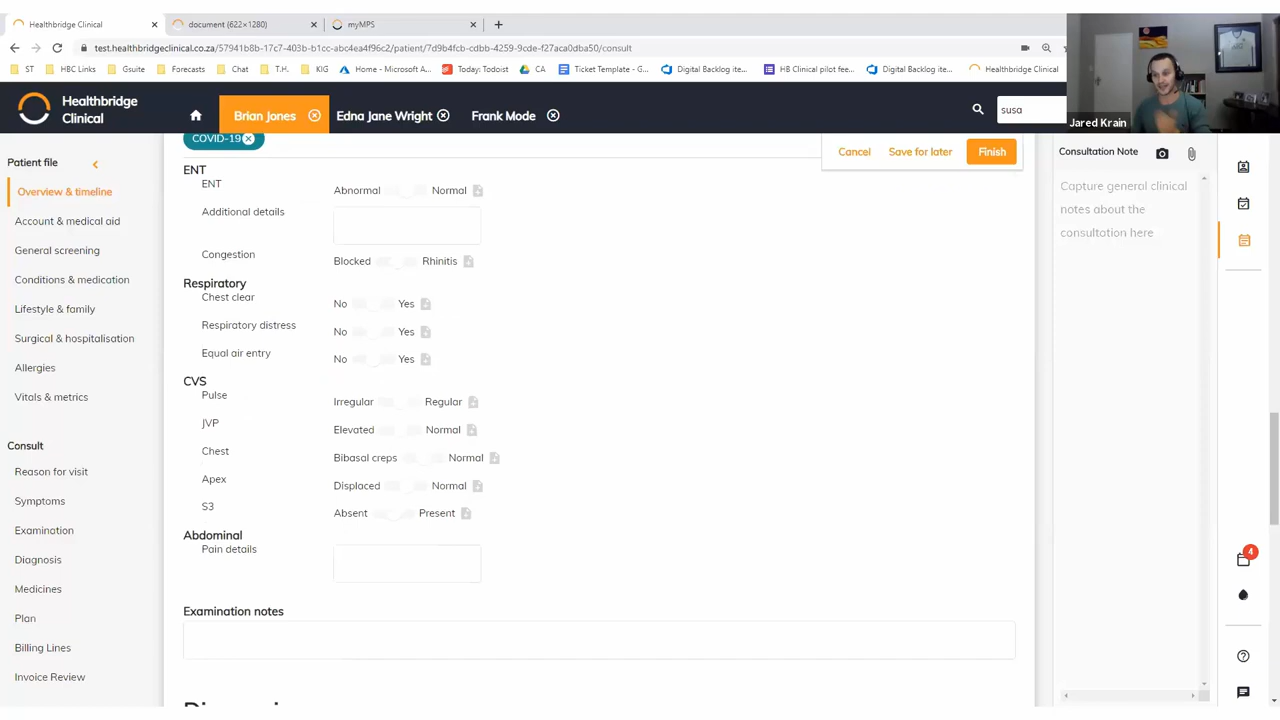 Healthbridge Clinical
document (622×1280)
myMPS
test.healthbridgeclinical.co.za/57941b8b-17c7-403b-b1cc-abc4ea4f96c2/patient/7d9b4fcb-cdbb-4259-9cde-f27aca0dba50/consult
ST HBC Links Gsuite Forecasts Chat T.H. KIG Home - Microsoft A... Today: Todoist CA Ticket Template - G... Digital Backlog ite... HB Clinical pilot fee... Digital Backlog ite... Healthbridge Clinical
Healthbridge
Clinical
Brian Jones
Edna Jane Wright
Frank Mode
susa
Jared Krain
COVID-19
Cancel
Save for later
Finish
Patient file
Overview & timeline
Account & medical aid
General screening
Conditions & medication
Lifestyle & family
Surgical & hospitalisation
Allergies
Vitals & metrics
Consult
Reason for visit
Symptoms
Examination
Diagnosis
Medicines
Plan
Billing Lines
Invoice Review
ENT
ENT Abnormal Normal
Additional details
Congestion Blocked Rhinitis
Respiratory
Chest clear No Yes
Respiratory distress No Yes
Equal air entry No Yes
CVS
Pulse Irregular Regular
JVP Elevated Normal
Chest Bibasal creps Normal
Apex Displaced Normal
S3 Absent Present
Abdominal
Pain details
Examination notes
Consultation Note
Capture general clinical
notes about the
consultation here
4